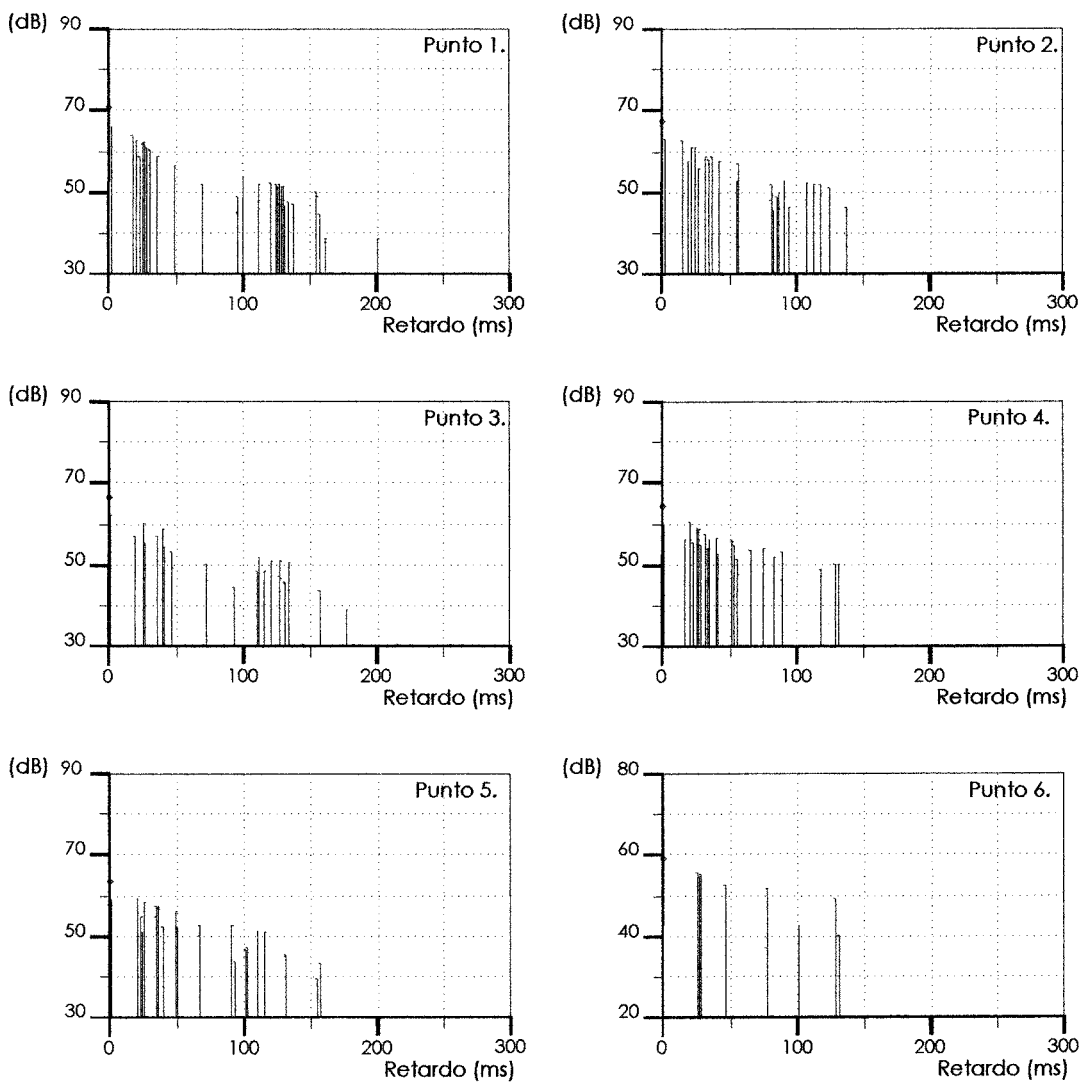 (dB) 90
Punto 1.
70
50
30
0 100 200 300
Retardo (ms)
(dB) 90
Punto 2.
70
50
30
0 100 200 300
Retardo (ms)
(dB) 90
Punto 3.
70
50
30
0 100 200 300
Retardo (ms)
(dB) 90
Punto 4.
70
50
30
0 100 200 300
Retardo (ms)
(dB) 90
Punto 5.
70
50
30
0 100 200 300
Retardo (ms)
(dB) 80
Punto 6.
60
40
20
0 100 200 300
Retardo (ms)